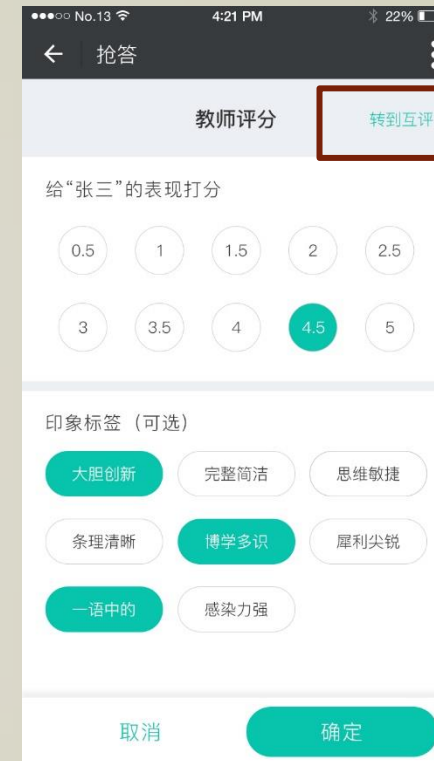 No.13 4:21 PM 22%
抢答
教师评分 转到互评
给“张三”的表现打分
0.5 1 1.5 2 2.5
3 3.5 4 4.5 5
印象标签（可选）
大胆创新 完整简洁 思维敏捷
条理清晰 博学多识 犀利尖锐
一语中的 感染力强
取消 确定